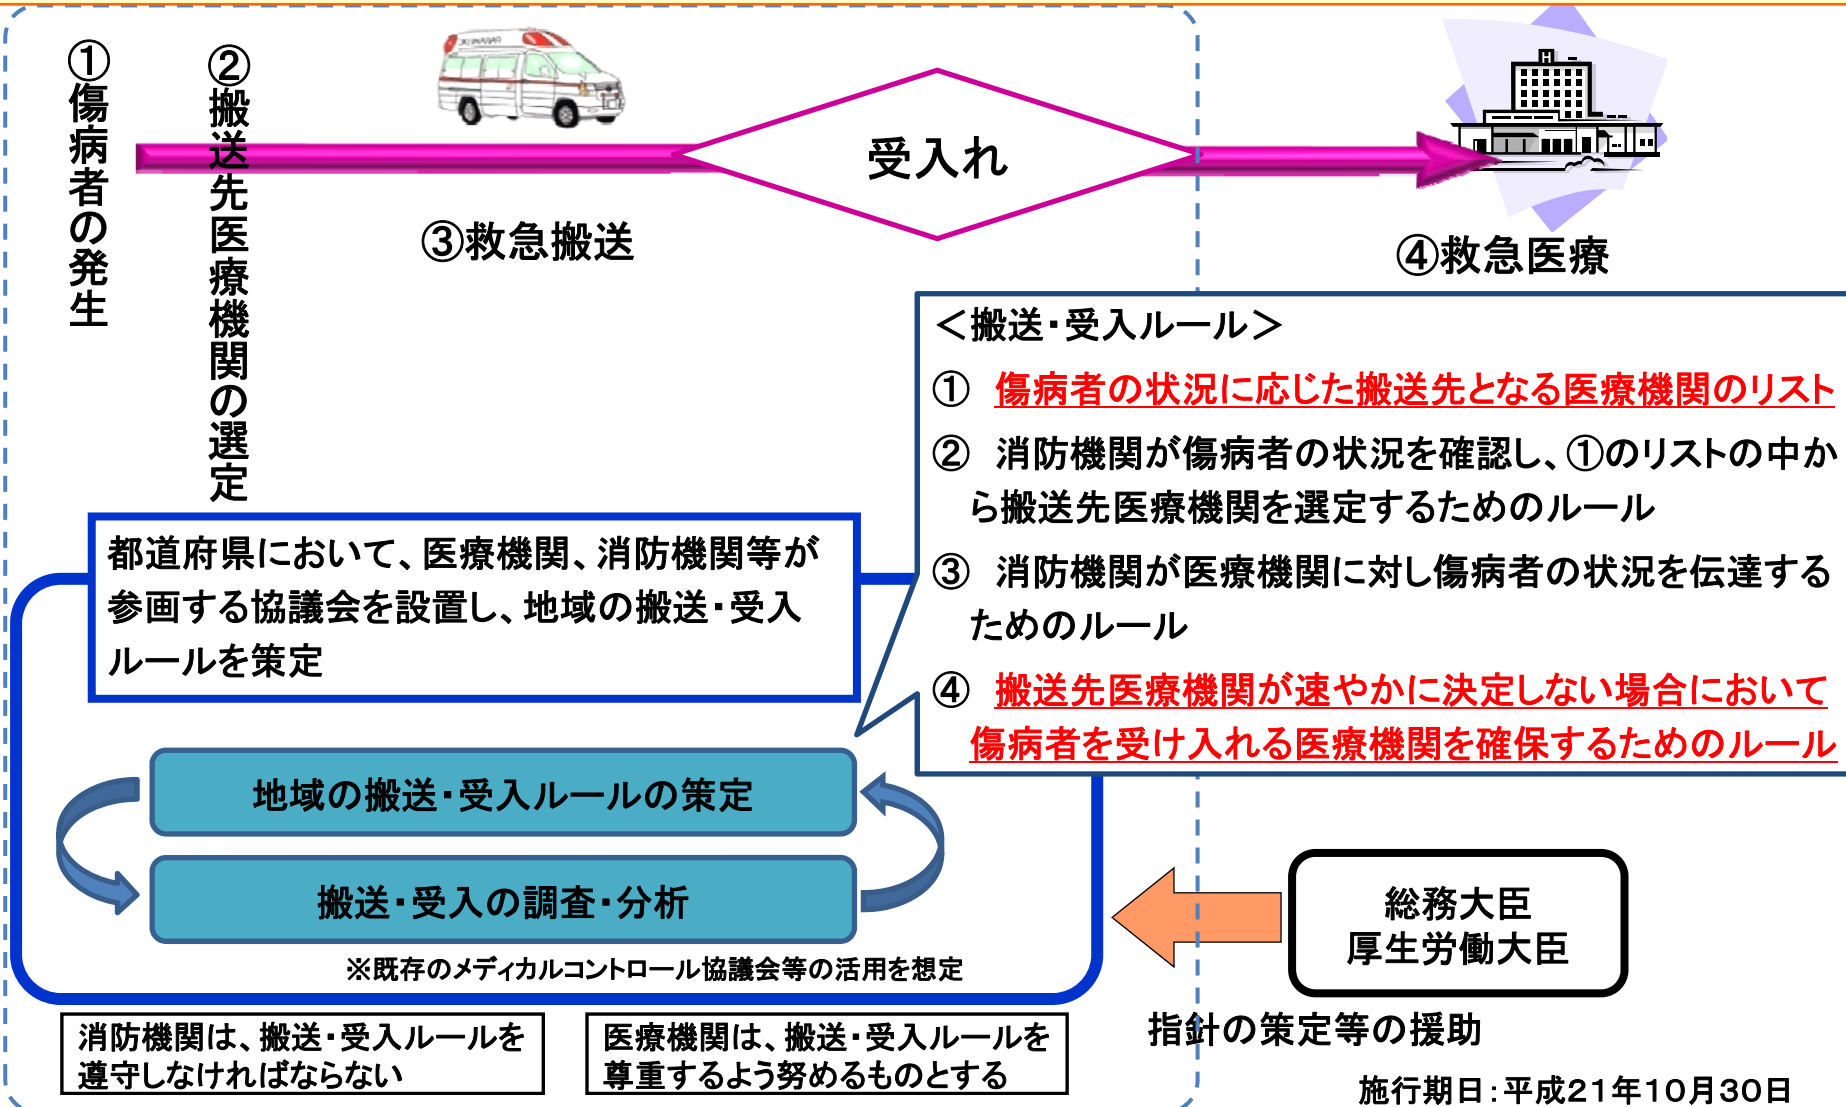 ①傷病者の発生
②搬送先医療機関の選定
③救急搬送
受入れ
H
④救急医療
＜搬送・受入ルール＞
①　傷病者の状況に応じた搬送先となる医療機関のリスト
②　消防機関が傷病者の状況を確認し、①のリストの中か
ら搬送先医療機関を選定するためのルール
③　消防機関が医療機関に対し傷病者の状況を伝達する
ためのルール
④　搬送先医療機関が速やかに決定しない場合において
傷病者を受け入れる医療機関を確保するためのルール
都道府県において、医療機関、消防機関等が
参画する協議会を設置し、地域の搬送・受入
ルールを策定
地域の搬送・受入ルールの策定
搬送・受入の調査・分析
※既存のメディカルコントロール協議会等の活用を想定
総務大臣
厚生労働大臣
指針の策定等の援助
消防機関は、搬送・受入ルールを
遵守しなければならない
医療機関は、搬送・受入ルールを
尊重するよう努めるものとする
施行期日：平成21年10月30日